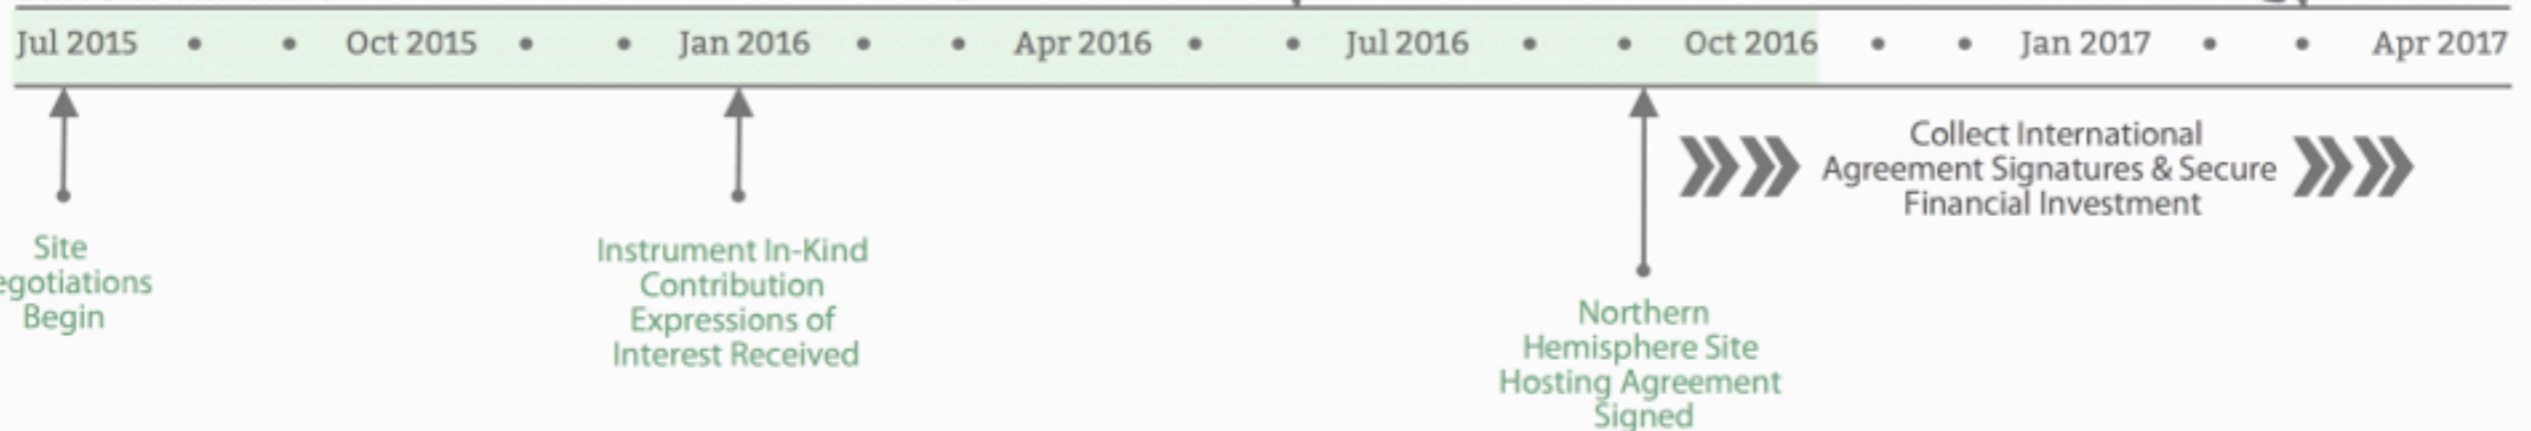 Jul 2015 • • Oct 2015 • • Jan 2016 • • Apr 2016 • • Jul 2016 • • Oct 2016 • • Jan 2017 • • Apr 2017
Site
egotiations
Begin
Instrument In-Kind
Contribution
Expressions of
Interest Received
Northern
Hemisphere Site
Hosting Agreement
Signed
Collect International
Agreement Signatures & Secure
Financial Investment